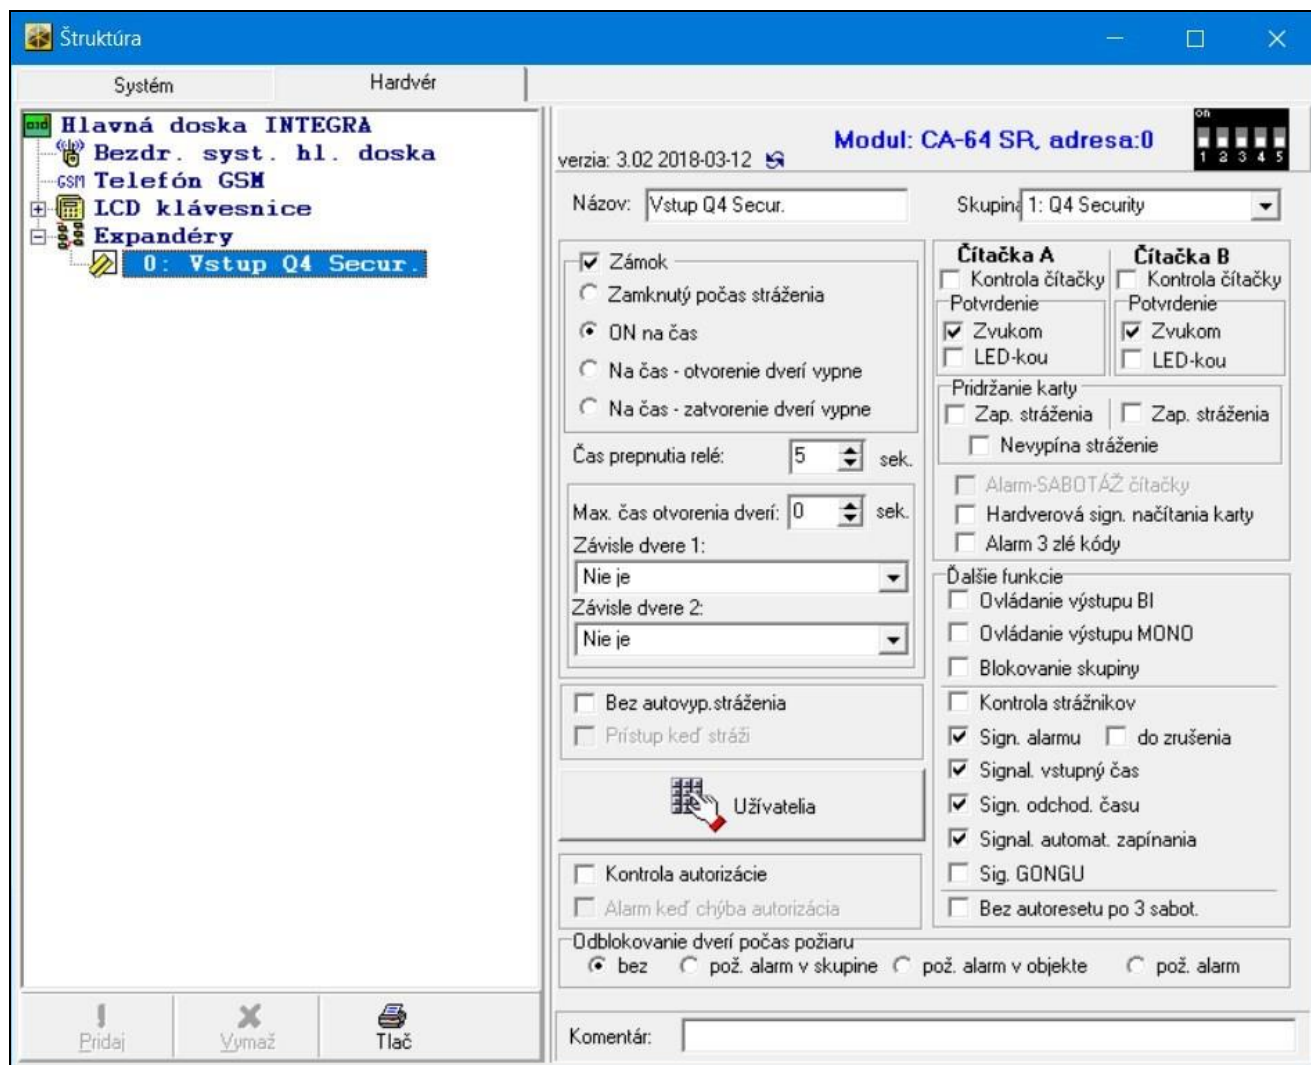 Štruktúra
Systém
Hardvér
Hlavná doska INTEGRA
Bezdr. syst. hl. doska
GSM Telefón GSM
LCD klávesnice
Expandéry
0: Vstup Q4 Secur.
Pridaj
Vymaž
Tlač
verzia: 3.02 2018-03-12
Modul: CA-64 SR, adresa:0
on
1 2 3 4 5
Názov: Vstup Q4 Secur.
Skupina 1: Q4 Security
Zámok
Zamknutý počas stráženia
ON na čas
Na čas - otvorenie dverí vypne
Na čas - zatvorenie dverí vypne
Čas prepnutia relé: 5 sek.
Max. čas otvorenia dverí: 0 sek.
Závisle dvere 1:
Nie je
Závisle dvere 2:
Nie je
Bez autovyp.stráženia
Prístup keď stráži
Užívatelia
Kontrola autorizácie
Alarm keď chýba autorizácia
Čítačka A
Čítačka B
Kontrola čítačky
Kontrola čítačky
Potvrdenie
Potvrdenie
Zvukom
Zvukom
LED-kou
LED-kou
Pridržanie karty
Zap. stráženia
Zap. stráženia
Nevypína stráženie
Alarm-SABOTÁŽ čítačky
Hardverová sign. načítania karty
Alarm 3 zlé kódy
Ďalšie funkcie
Ovládanie výstupu BI
Ovládanie výstupu MONO
Blokovanie skupiny
Kontrola strážnikov
Sign. alarmu
do zrušenia
Signal. vstupný čas
Sign. odchod. času
Signal. automat. zapínania
Sig. GONGU
Bez autoresetu po 3 sabot.
Odblokovanie dverí počas požiaru
bez
pož. alarm v skupine
pož. alarm v objekte
pož. alarm
Komentár: